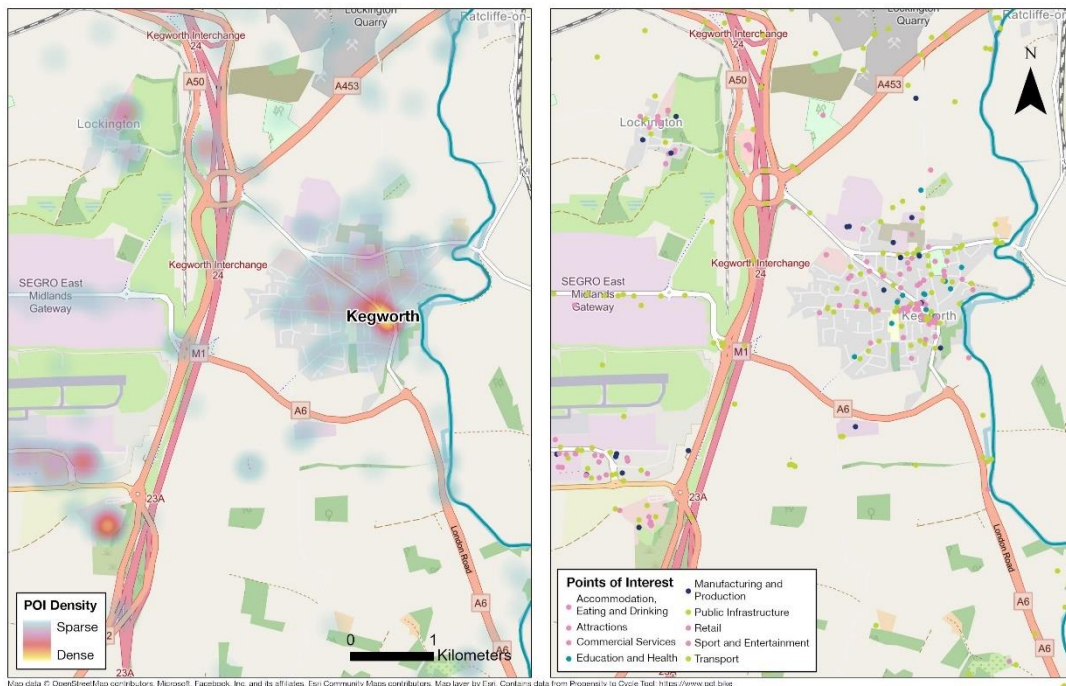 Lockington
Quarry
Kegworth Interchange
24
A50
A453
Lockington
Kegworth Interchange
24
SEGRO East
Midlands
Gateway
Kegworth
M1
A6
23A
London Road
A6
A6
23A
POI Density
Sparse
Dense
0 1
Kilometers
Lockington
Quarry
Ratcliffe-on-
Kegworth Interchange
24
N
A50
A453
Lockington
Kegworth Interchange
24
SEGRO East
Midlands
Gateway
Kegworth
M1
A6
23A
London Road
A6
A6
Points of Interest
Accommodation,
Eating and Drinking
Attractions
Commercial Services
Education and Health
Manufacturing and
Production
Public Infrastructure
Retail
Sport and Entertainment
Transport
23A
Map data © OpenStreetMap contributors, Microsoft, Facebook, Inc. and its affiliates, Esri Community Maps contributors, Map layer by Esri. Contains data from Propensity to Cycle Tool: https://www.pct.bike